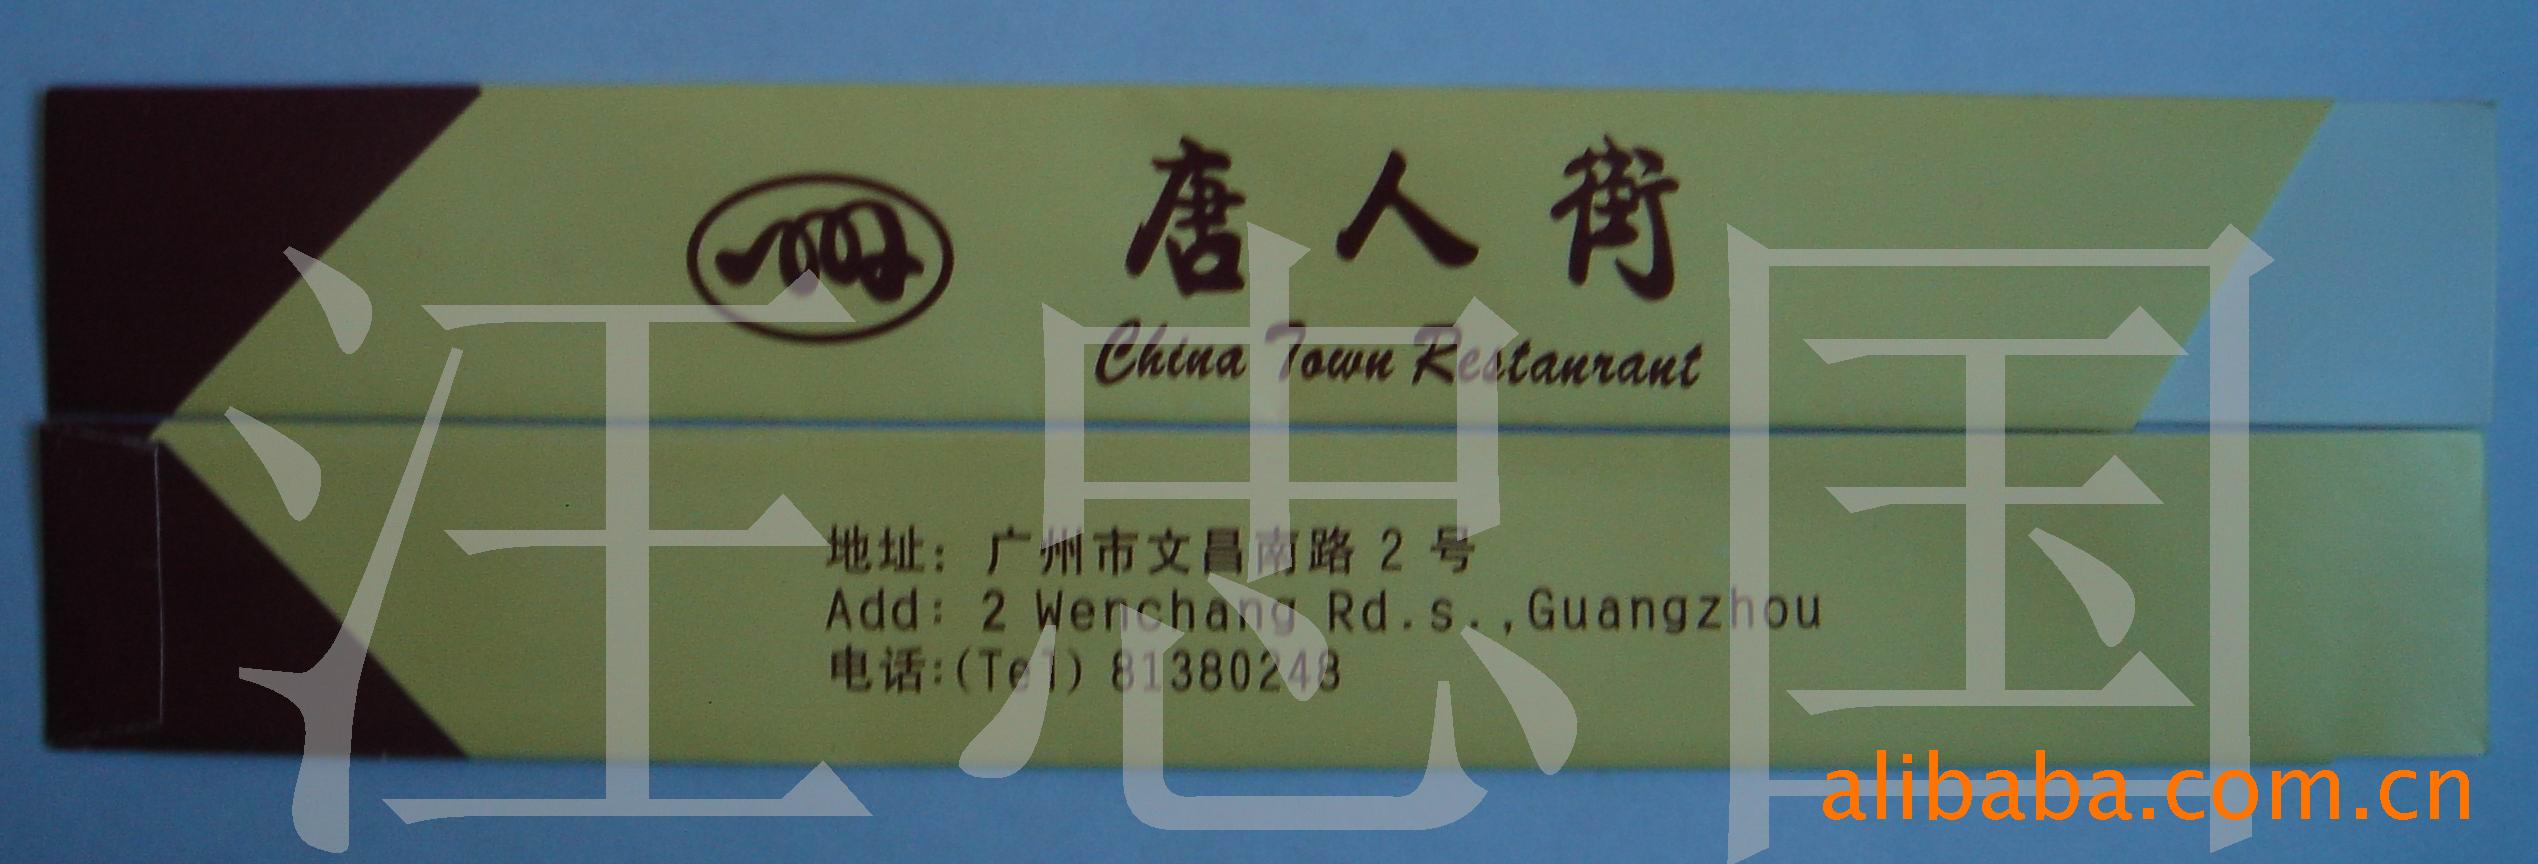 唐人街
China Town Restanrant
地址: 广州市文昌南路 2 号
Add: 2 Wenchang Rd.s.,Guangzhou
电话:(Tel) 81380248
汪忠国
alibaba.com.cn